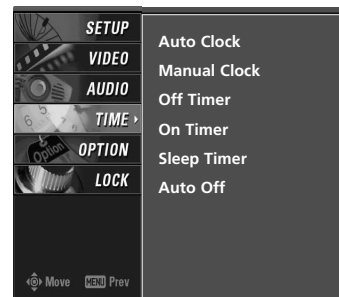 SETUP
VIDEO
AUDIO
TIME
OPTION
LOCK
Move MENU Prev
Auto Clock
Manual Clock
Off Timer
On Timer
Sleep Timer
Auto Off